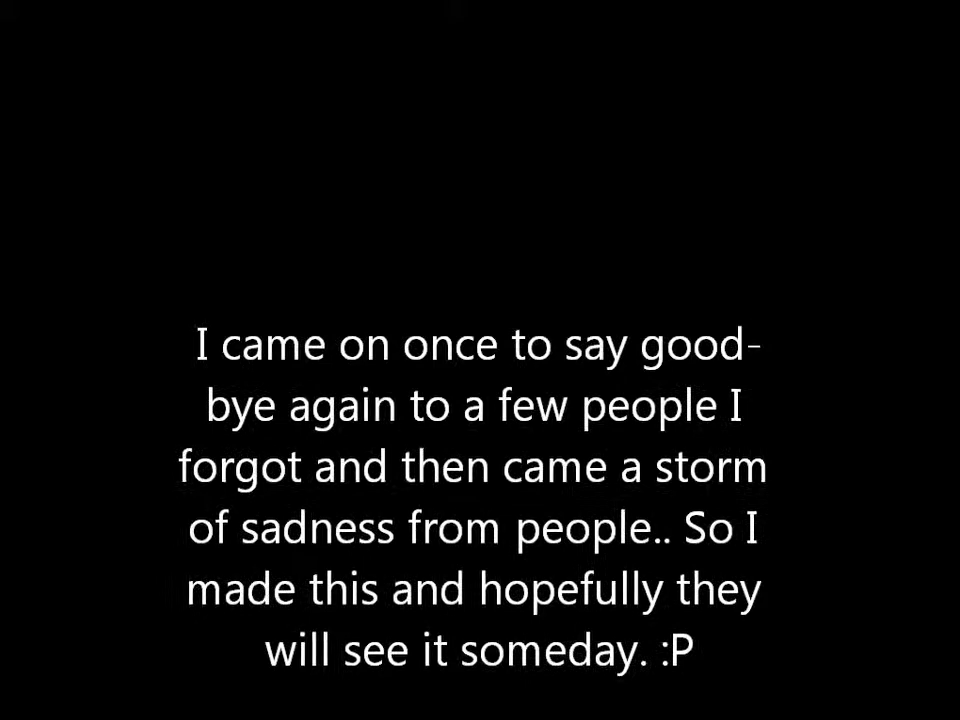 I came on once to say good-
bye again to a few people I
forgot and then came a storm
of sadness from people.. So I
made this and hopefully they
will see it someday. :P